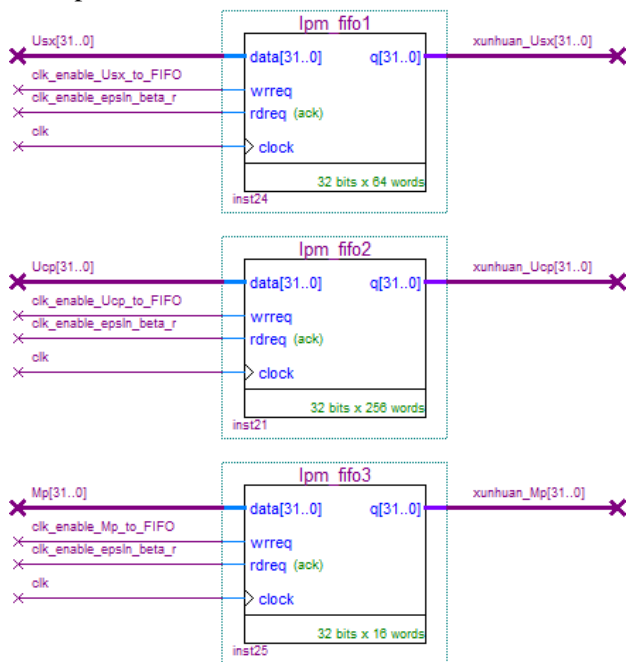 lpm_fifo1
Usx[31..0]
data[31..0]
q[31..0]
xunhuan_Usx[31..0]
clk_enable_Usx_to_FIFO
wrreq
clk_enable_epsln_beta_r
rdreq (ack)
clk
clock
32 bits x 64 words
inst24
lpm_fifo2
Ucp[31..0]
data[31..0]
q[31..0]
xunhuan_Ucp[31..0]
clk_enable_Ucp_to_FIFO
wrreq
clk_enable_epsln_beta_r
rdreq (ack)
clk
clock
32 bits x 256 words
inst21
lpm_fifo3
Mp[31..0]
data[31..0]
q[31..0]
xunhuan_Mp[31..0]
clk_enable_Mp_to_FIFO
wrreq
clk_enable_epsln_beta_r
rdreq (ack)
clk
clock
32 bits x 16 words
inst25